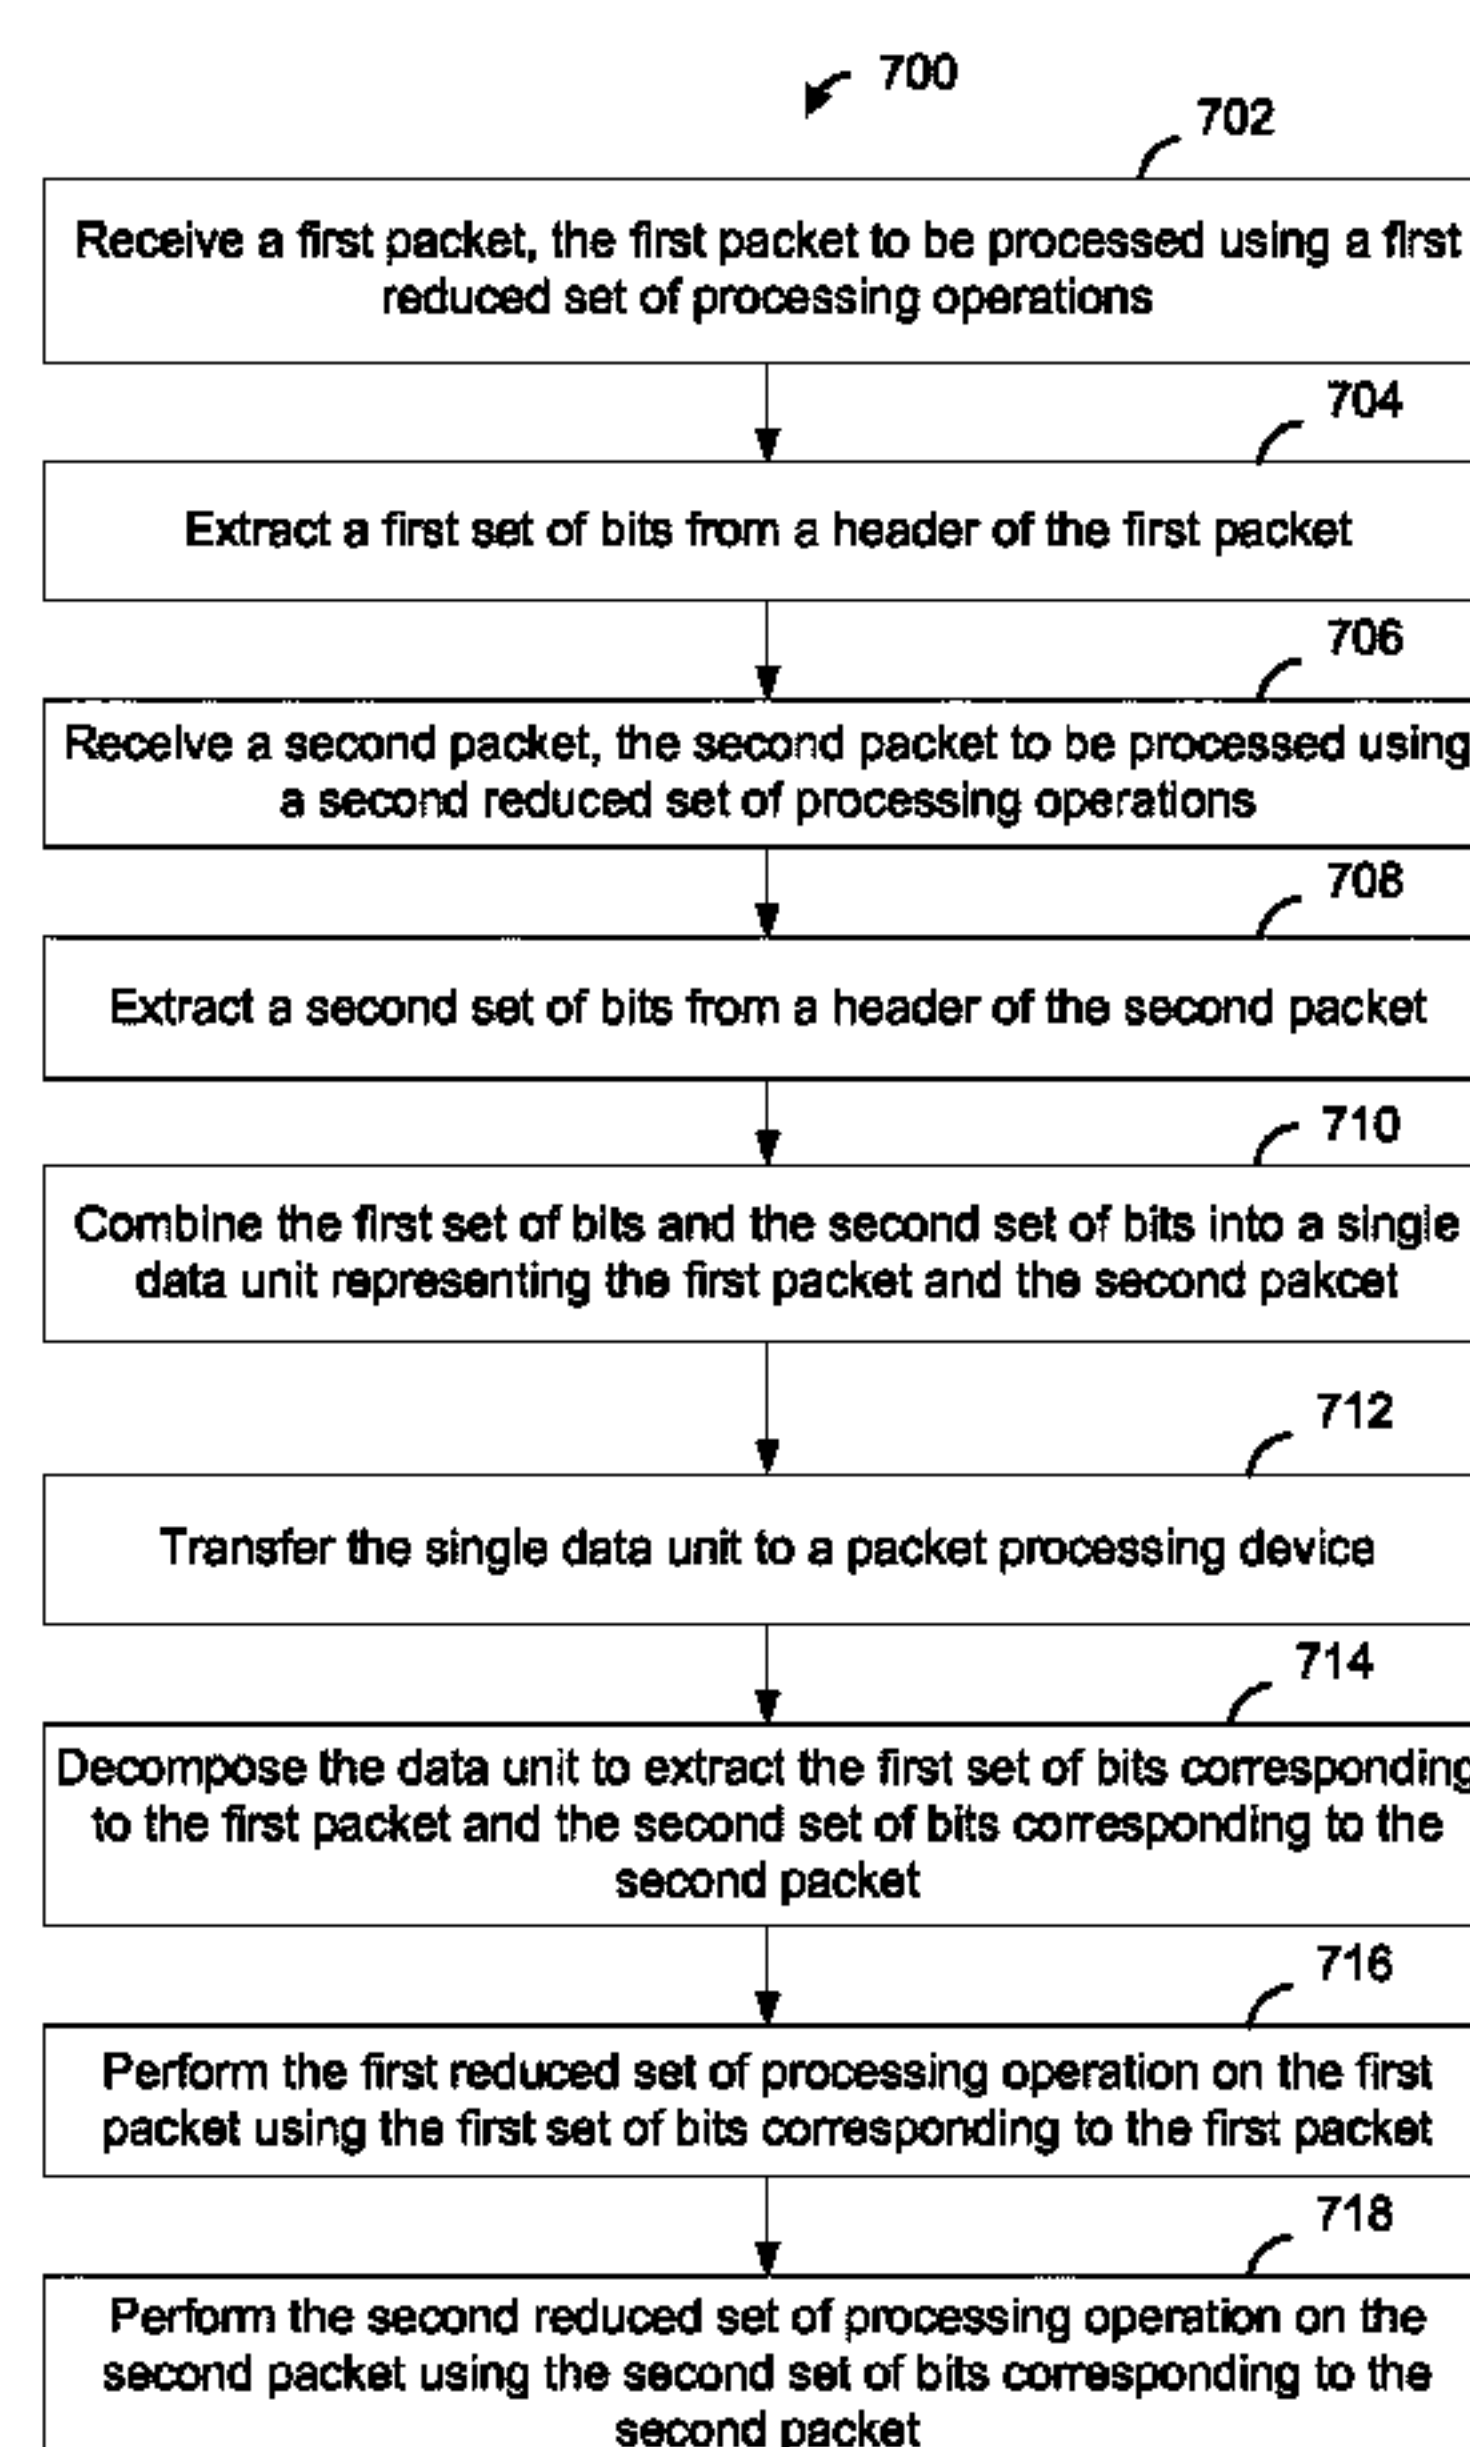 700
702
Receive a first packet, the first packet to be processed using a first
reduced set of processing operations
704
Extract a first set of bits from a header of the first packet
706
Receive a second packet, the second packet to be processed using
a second reduced set of processing operations
708
Extract a second set of bits from a header of the second packet
710
Combine the first set of bits and the second set of bits into a single
data unit representing the first packet and the second pakcet
712
Transfer the single data unit to a packet processing device
714
Decompose the data unit to extract the first set of bits corresponding
to the first packet and the second set of bits corresponding to the
second packet
716
Perform the first reduced set of processing operation on the first
packet using the first set of bits corresponding to the first packet
718
Perform the second reduced set of processing operation on the
second packet using the second set of bits corresponding to the
second packet